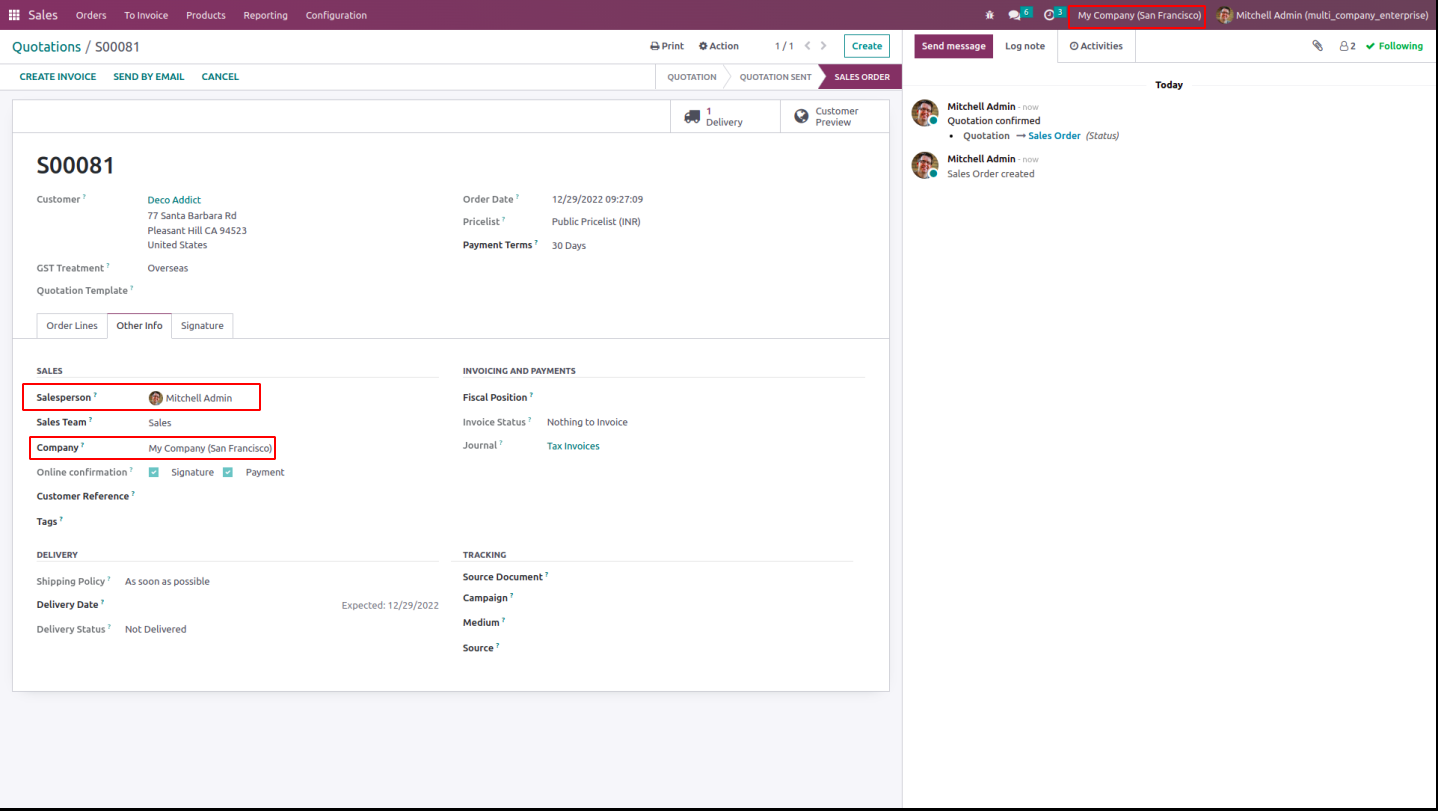 Sales Orders To Invoice Products Reporting Configuration 6 3 My Company (San Francisco) Mitchell Admin (multi_company_enterprise)
Quotations / S00081 Print Action 1 / 1 Create
CREATE INVOICE SEND BY EMAIL CANCEL QUOTATION QUOTATION SENT SALES ORDER
1
Delivery
Customer
Preview
S00081
Customer ? Deco Addict
77 Santa Barbara Rd
Pleasant Hill CA 94523
United States
GST Treatment ? Overseas
Quotation Template ?
Order Date ? 12/29/2022 09:27:09
Pricelist ? Public Pricelist (INR)
Payment Terms ? 30 Days
Order Lines Other Info Signature
SALES
Salesperson ? Mitchell Admin
Sales Team ? Sales
Company ? My Company (San Francisco)
Online confirmation ? Signature Payment
Customer Reference ?
Tags ?
INVOICING AND PAYMENTS
Fiscal Position ?
Invoice Status ? Nothing to Invoice
Journal ? Tax Invoices
DELIVERY
Shipping Policy ? As soon as possible
Delivery Date ? Expected: 12/29/2022
Delivery Status ? Not Delivered
TRACKING
Source Document ?
Campaign ?
Medium ?
Source ?
Send message Log note Activities 2 Following
Today
Mitchell Admin - now
Quotation confirmed
• Quotation → Sales Order (Status)
Mitchell Admin - now
Sales Order created